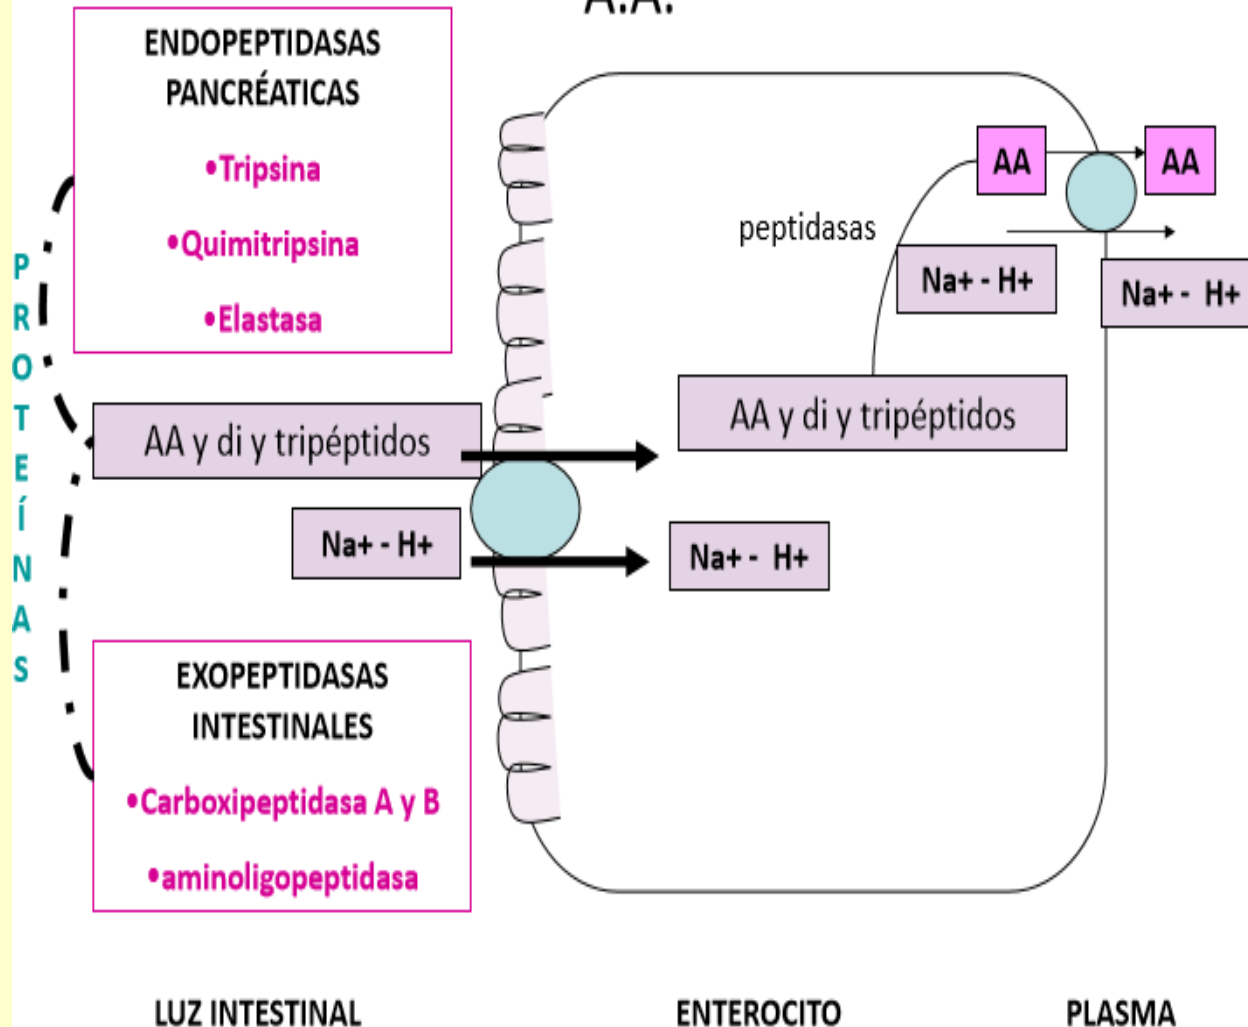 A.A.
ENDOPEPTIDASAS
PANCRÉATICAS
•Tripsina
•Quimitripsina
•Elastasa
PROTEÍNAS
AA y di y tripéptidos
Na+ - H+
EXOPEPTIDASAS
INTESTINALES
•Carboxipeptidasa A y B
•aminoligopeptidasa
peptidasas
AA
AA
Na+ - H+
Na+ - H+
AA y di y tripéptidos
Na+ - H+
LUZ INTESTINAL
ENTEROCITO
PLASMA